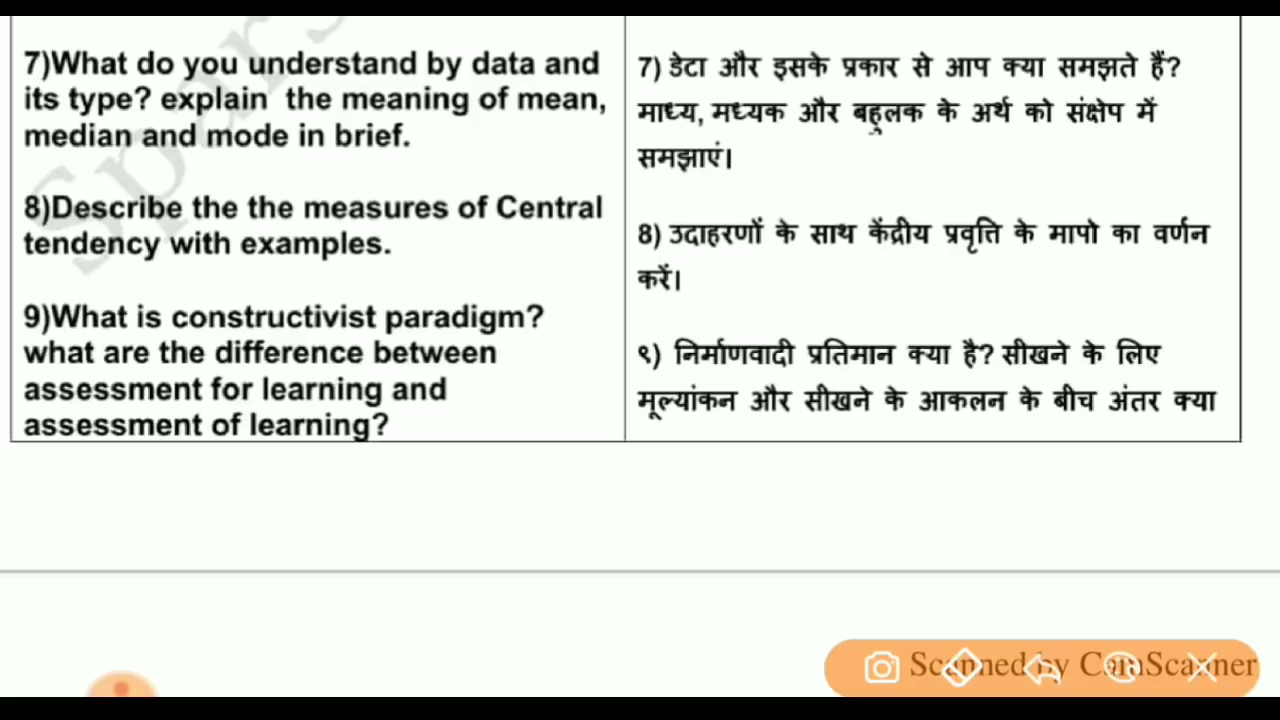 7)What do you understand by data and
its type? explain the meaning of mean,
median and mode in brief.
8)Describe the the measures of Central
tendency with examples.
9)What is constructivist paradigm?
what are the difference between
assessment for learning and
assessment of learning?
7) डेटा और इसके प्रकार से आप क्या समझते हैं?
माध्य, मध्यक और बहुलक के अर्थ को संक्षेप में
समझाएं।
8) उदाहरणों के साथ केंद्रीय प्रवृत्ति के मापो का वर्णन
करें।
९) निर्माणवादी प्रतिमान क्या है? सीखने के लिए
मूल्यांकन और सीखने के आकलन के बीच अंतर क्या
Scanned by CamScanner